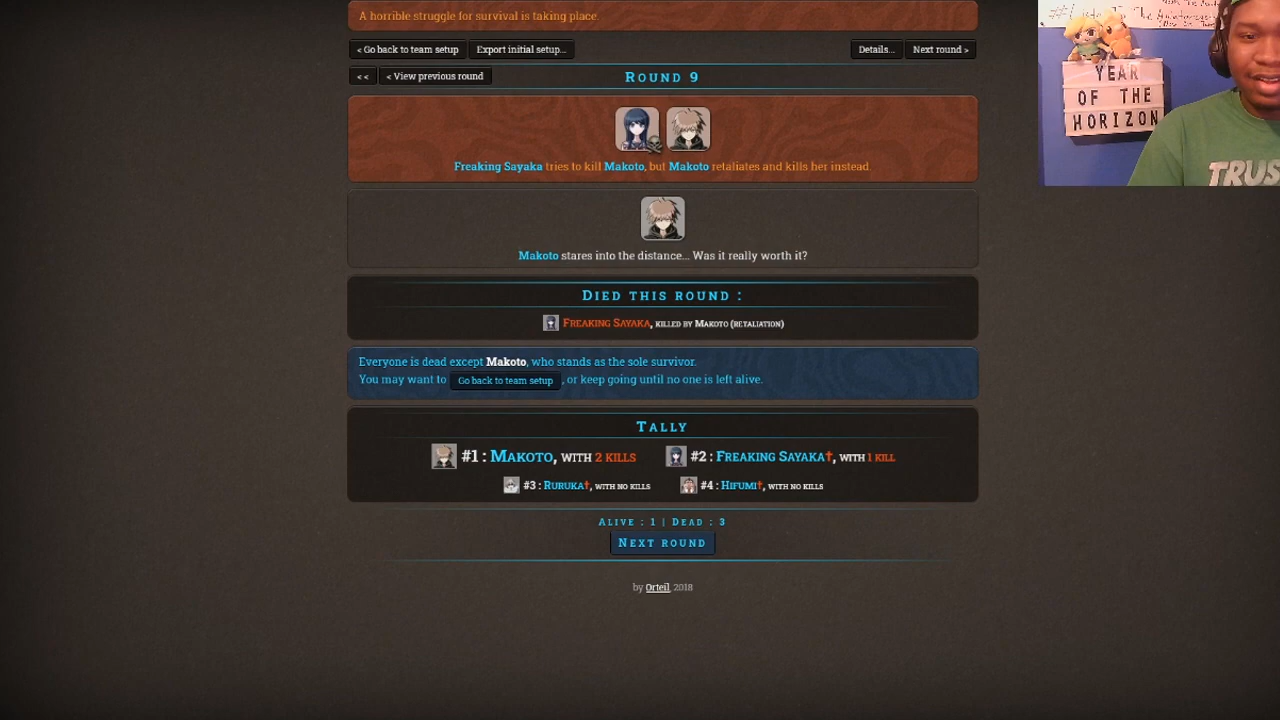 A horrible struggle for survival is taking place.
< Go back to team setup
Export initial setup...
Details...
Next round >
< <
< View previous round
ROUND 9
Freaking Sayaka tries to kill Makoto, but Makoto retaliates and kills her instead.
Makoto stares into the distance... Was it really worth it?
DIED THIS ROUND :
FREAKING SAYAKA, KILLED BY MAKOTO (RETALIATION)
Everyone is dead except Makoto, who stands as the sole survivor.
You may want to Go back to team setup, or keep going until no one is left alive.
TALLY
#1 : MAKOTO, WITH 2 KILLS
#2 : FREAKING SAYAKA†, WITH 1 KILL
#3 : RURUKA†, WITH NO KILLS
#4 : HIFUMI†, WITH NO KILLS
ALIVE : 1 | DEAD : 3
NEXT ROUND
by Orteil, 2018
YEAR
OF THE
HORIZON
TRUS